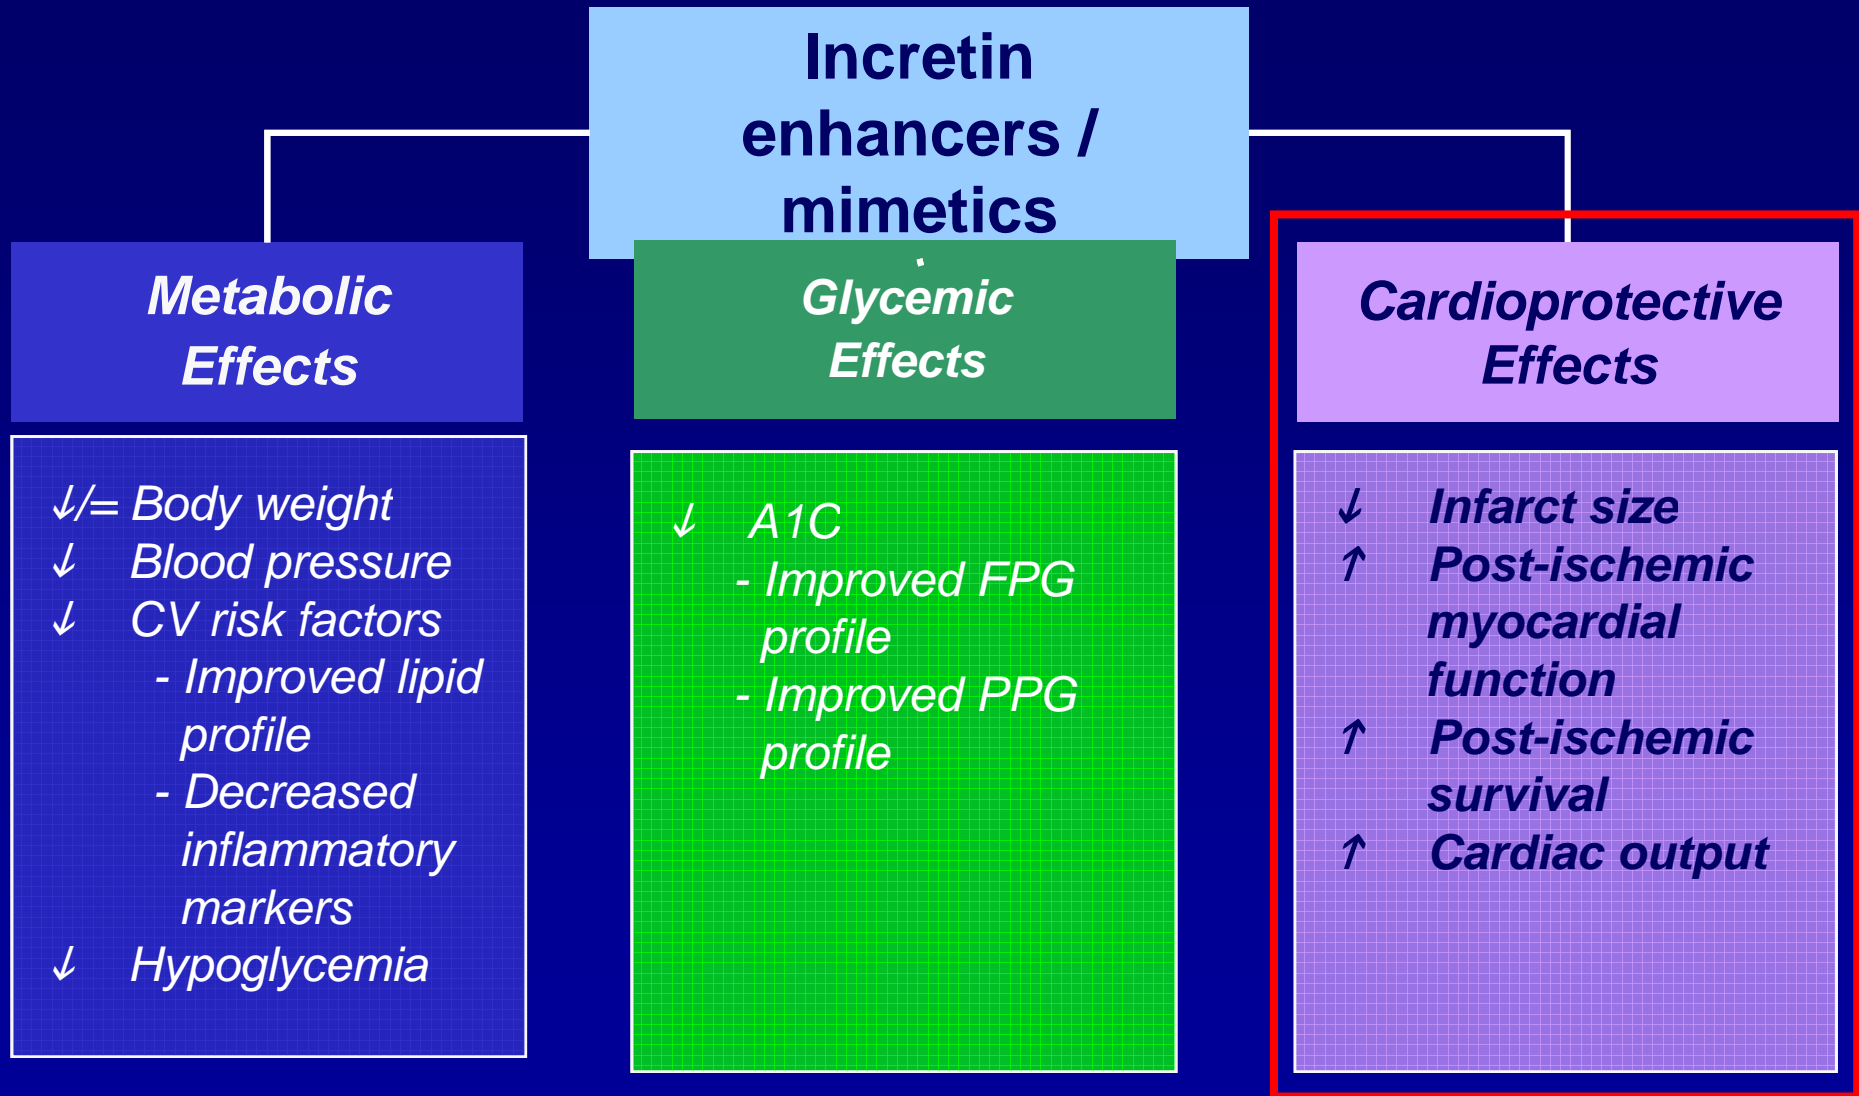 Incretin
enhancers /
mimetics
Metabolic
Effects
↓/= Body weight
↓ Blood pressure
↓ CV risk factors
- Improved lipid
profile
- Decreased
inflammatory
markers
↓ Hypoglycemia
Glycemic
Effects
↓ A1C
- Improved FPG
profile
- Improved PPG
profile
Cardioprotective
Effects
↓ Infarct size
↑ Post-ischemic
myocardial
function
↑ Post-ischemic
survival
↑ Cardiac output